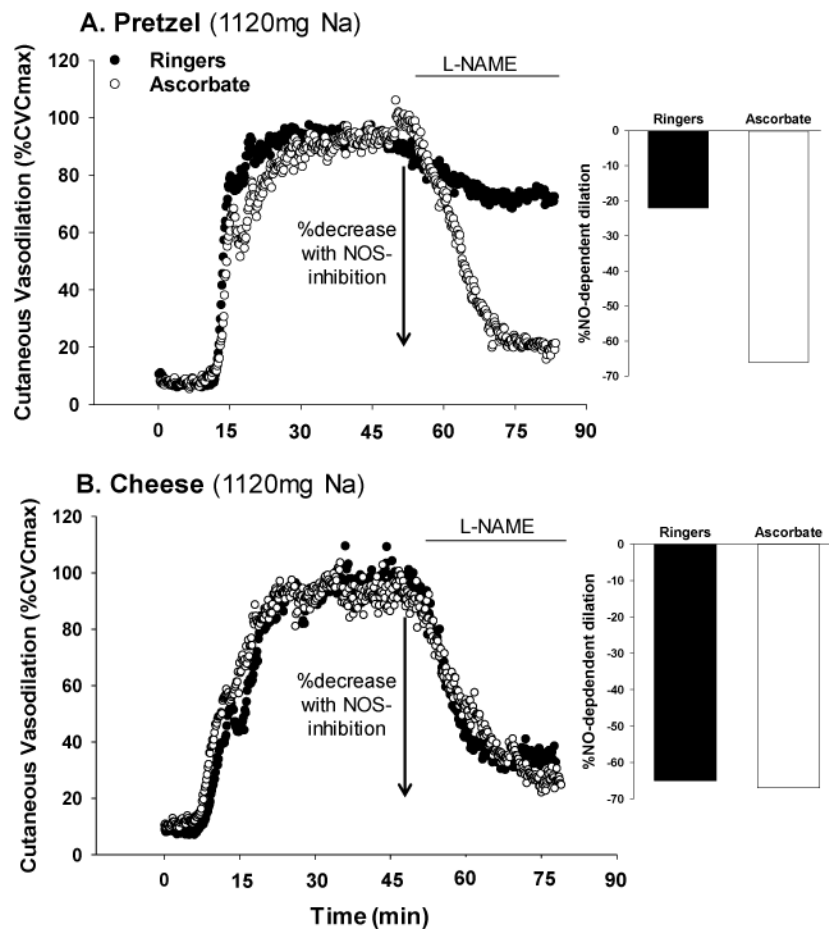 A. Pretzel (1120mg Na)
Ringers
Ascorbate
L-NAME
Cutaneous Vasodilation (%CVCmax)
120
100
80
60
40
20
0
%decrease
with NOS-
inhibition
0 15 30 45 60 75 90
Ringers Ascorbate
%NO-dependent dilation
0
-10
-20
-30
-40
-50
-60
-70
B. Cheese (1120mg Na)
L-NAME
Cutaneous Vasodilation (%CVCmax)
120
100
80
60
40
20
0
%decrease
with NOS-
inhibition
0 15 30 45 60 75 90
Time (min)
Ringers Ascorbate
%NO-depdendent dilation
0
-10
-20
-30
-40
-50
-60
-70